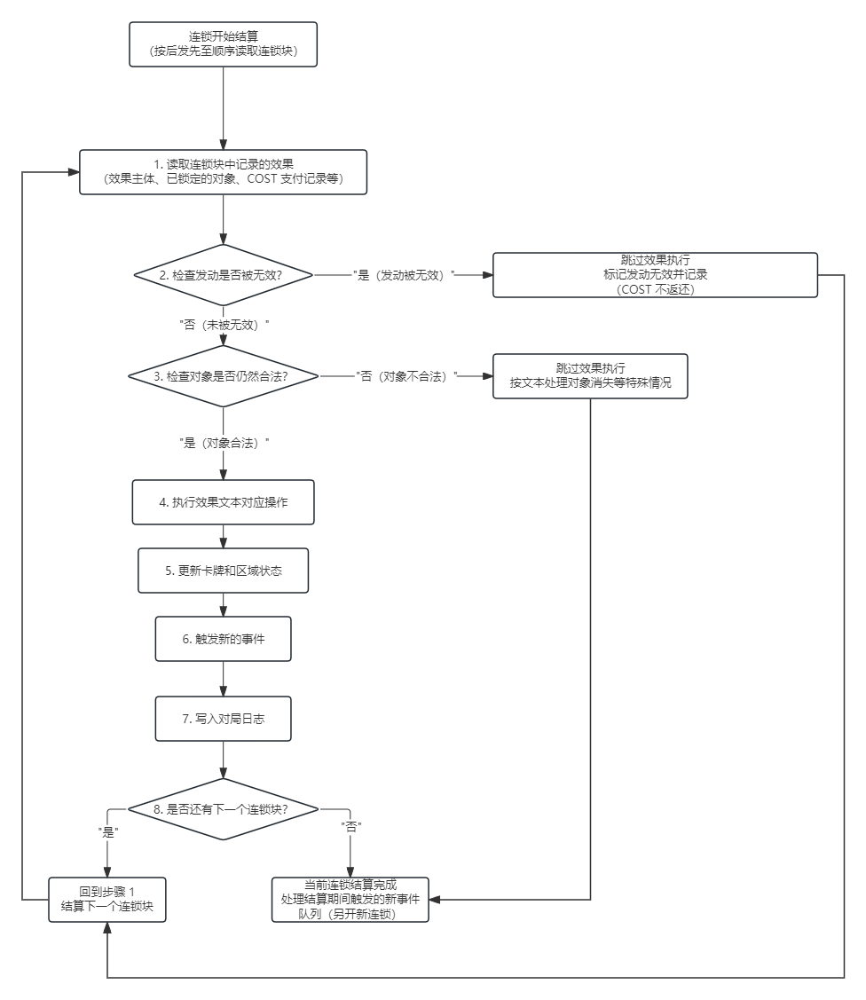 连锁开始结算
（按后发先至顺序读取连锁块）
1. 读取连锁块中记录的效果
（效果主体、已锁定的对象、COST 支付记录等）
2. 检查发动是否被无效?
"是（发动被无效）"
跳过效果执行
标记发动无效并记录
（COST 不返还）
"否（未被无效）"
3. 检查对象是否仍然合法?
"否（对象不合法）"
跳过效果执行
按文本处理对象消失等特殊情况
"是（对象合法）"
4. 执行效果文本对应操作
5. 更新卡牌和区域状态
6. 触发新的事件
7. 写入对局日志
8. 是否还有下一个连锁块?
"是"
"否"
回到步骤 1
结算下一个连锁块
当前连锁结算完成
处理结算期间触发的新事件
队列（另开新连锁）